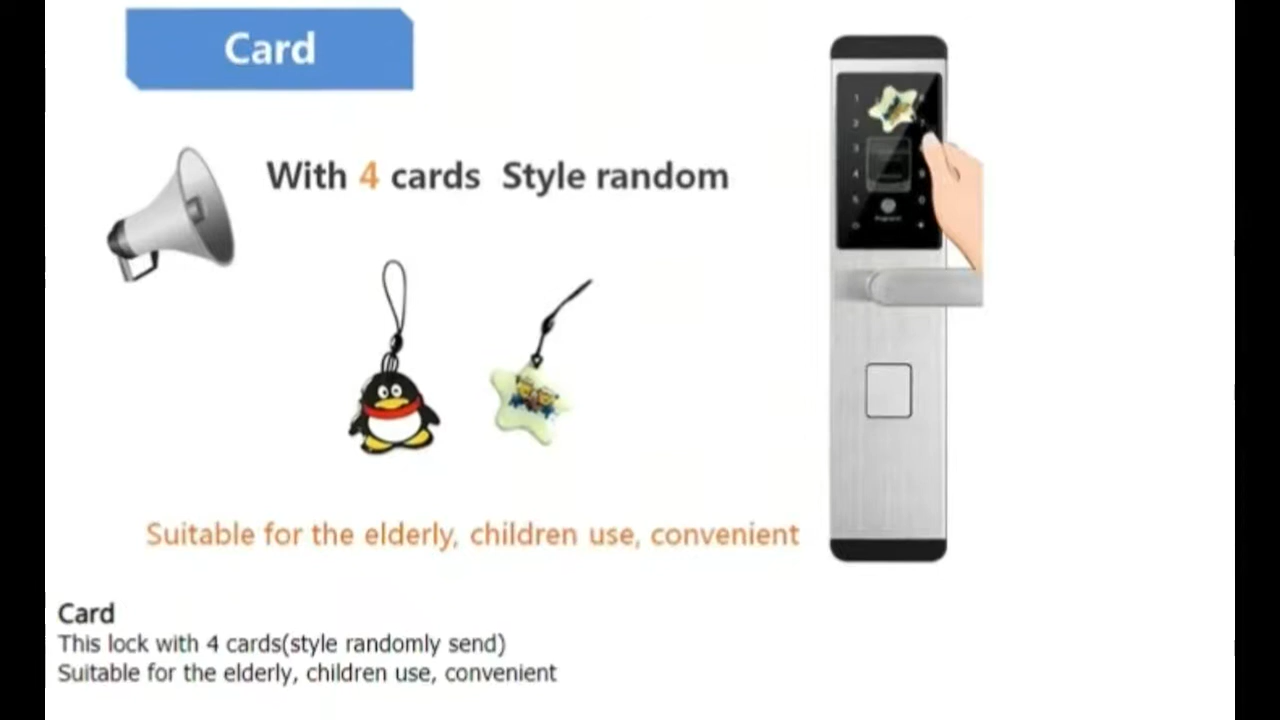 Card
With 4 cards Style random
Suitable for the elderly, children use, convenient
Card
This lock with 4 cards(style randomly send)
Suitable for the elderly, children use, convenient